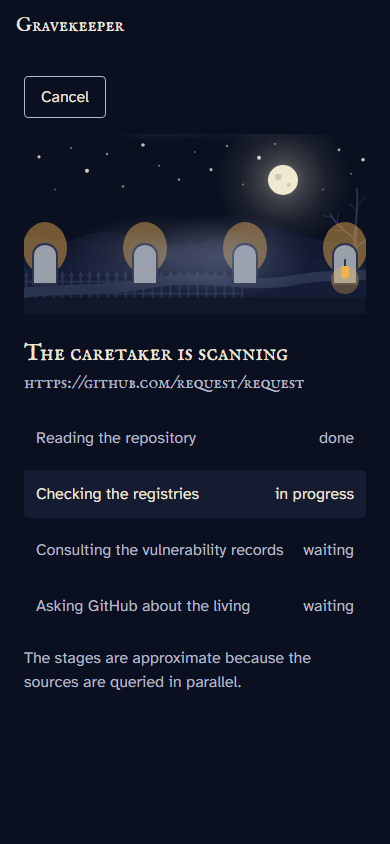 Gravekeeper
Cancel
The caretaker is scanning
https://github.com/request/request
Reading the repository done
Checking the registries in progress
Consulting the vulnerability records waiting
Asking GitHub about the living waiting
The stages are approximate because the
sources are queried in parallel.